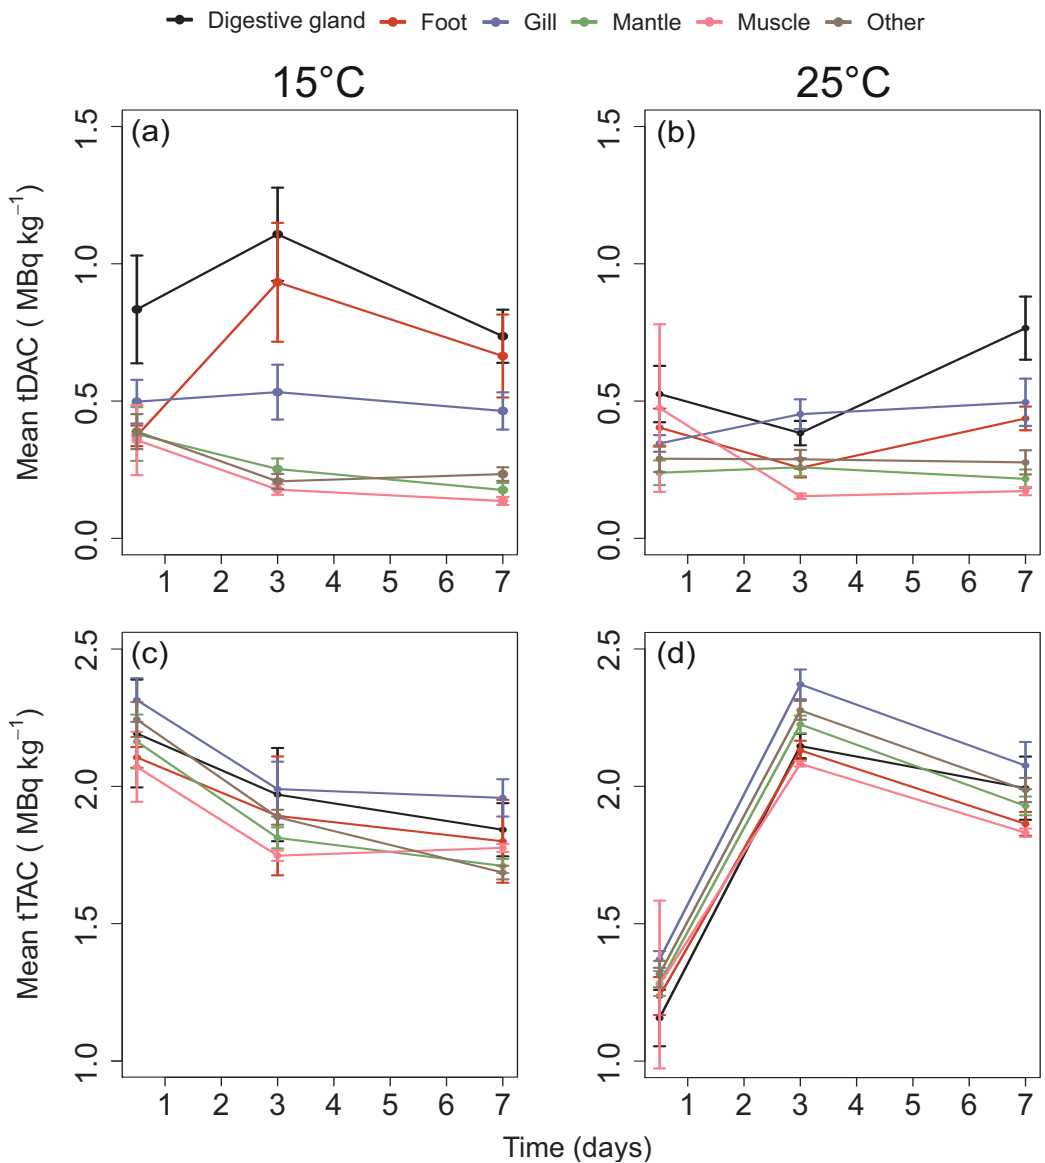 Digestive gland Foot Gill Mantle Muscle Other
15°C 25°C
(a) (b)
Mean tDAC ( MBq kg⁻¹)
1.5
1.0
0.5
0.0
1 2 3 4 5 6 7
1.5
1.0
0.5
0.0
1 2 3 4 5 6 7
(c) (d)
Mean tTAC ( MBq kg⁻¹)
2.5
2.0
1.5
1.0
1 2 3 4 5 6 7
2.5
2.0
1.5
1.0
1 2 3 4 5 6 7
Time (days)